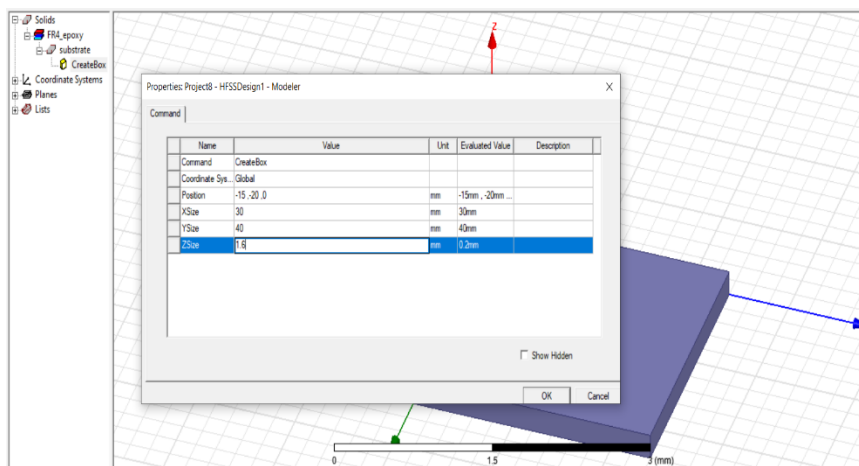 Solids
FR4_epoxy
substrate
CreateBox
Coordinate Systems
Planes
Lists
Z
Properties: Project8 - HFSSDesign1 - Modeler
X
Command
Name Value Unit Evaluated Value Description
Command CreateBox
Coordinate Sys... Global
Position -15 ,-20 ,0 mm -15mm , -20mm ...
XSize 30 mm 30mm
YSize 40 mm 40mm
ZSize 1.6 mm 0.2mm
Show Hidden
OK Cancel
0 1.5 3 (mm)